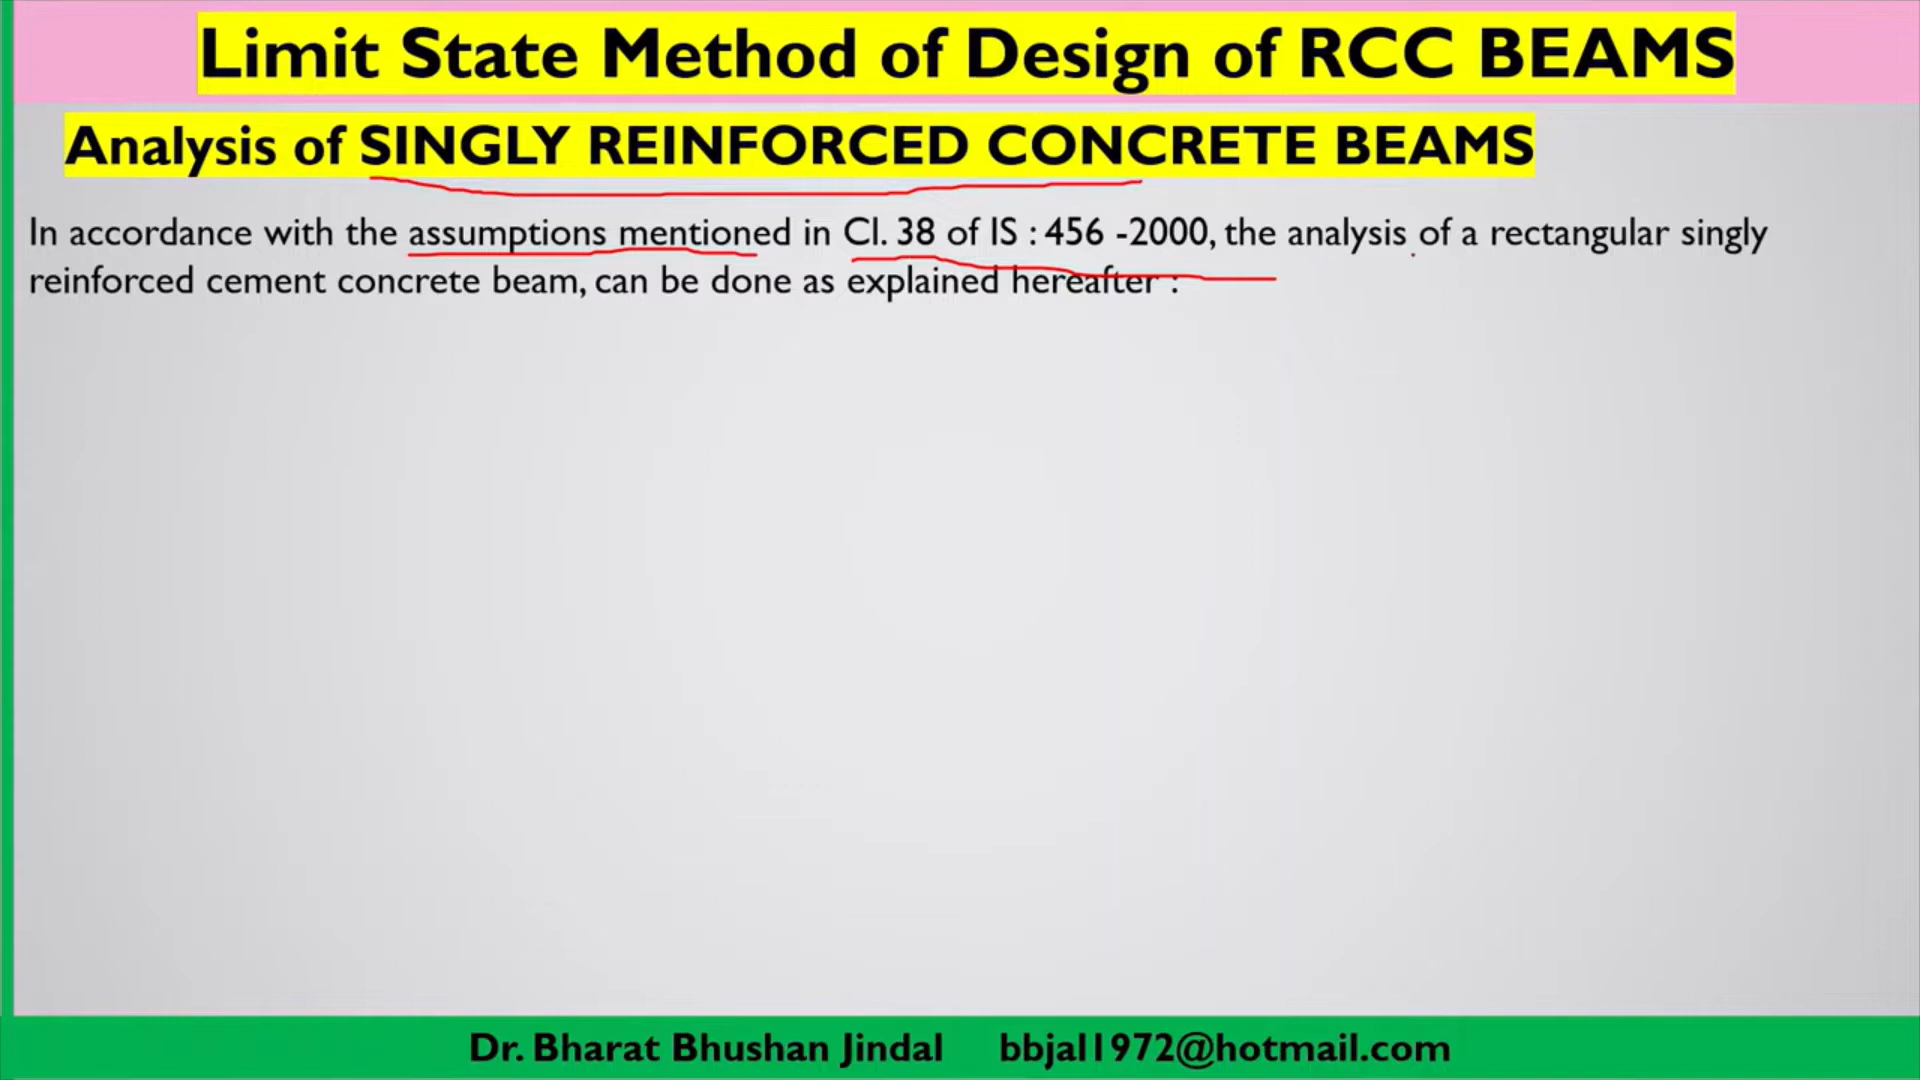 Limit State Method of Design of RCC BEAMS
Analysis of SINGLY REINFORCED CONCRETE BEAMS
In accordance with the assumptions mentioned in Cl. 38 of IS : 456 -2000, the analysis of a rectangular singly
reinforced cement concrete beam, can be done as explained hereafter :
Dr. Bharat Bhushan Jindal bbjal1972@hotmail.com